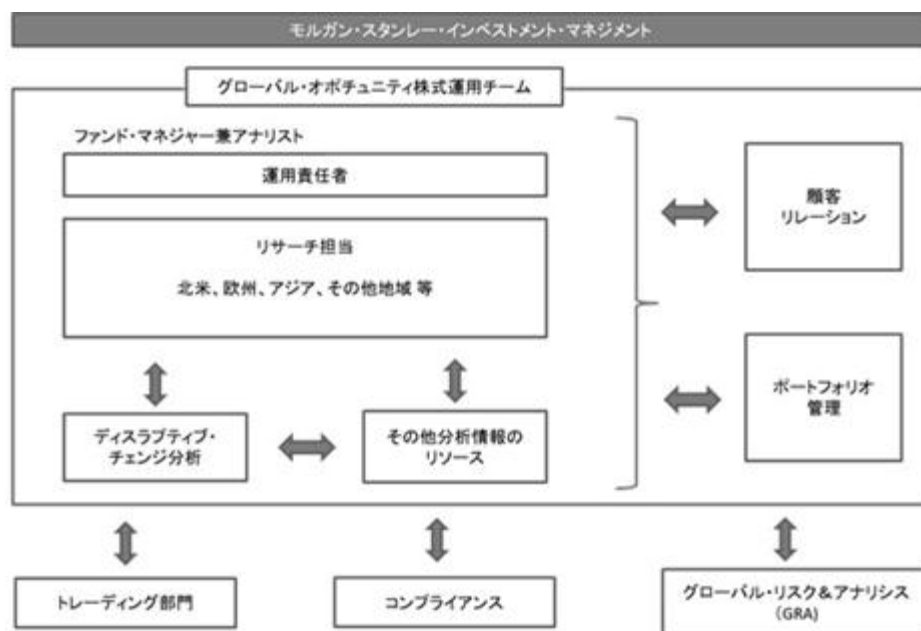 モルガン・スタンレー・インベストメント・マネジメント
グローバル・オポチュニティ株式運用チーム
ファンド・マネジャー兼アナリスト
運用責任者
リサーチ担当
北米、欧州、アジア、その他地域 等
ディスラプティブ・
チェンジ分析
その他分析情報の
リソース
顧客
リレーション
ポートフォリオ
管理
トレーディング部門
コンプライアンス
グローバル・リスク＆アナリシス
（GRA）